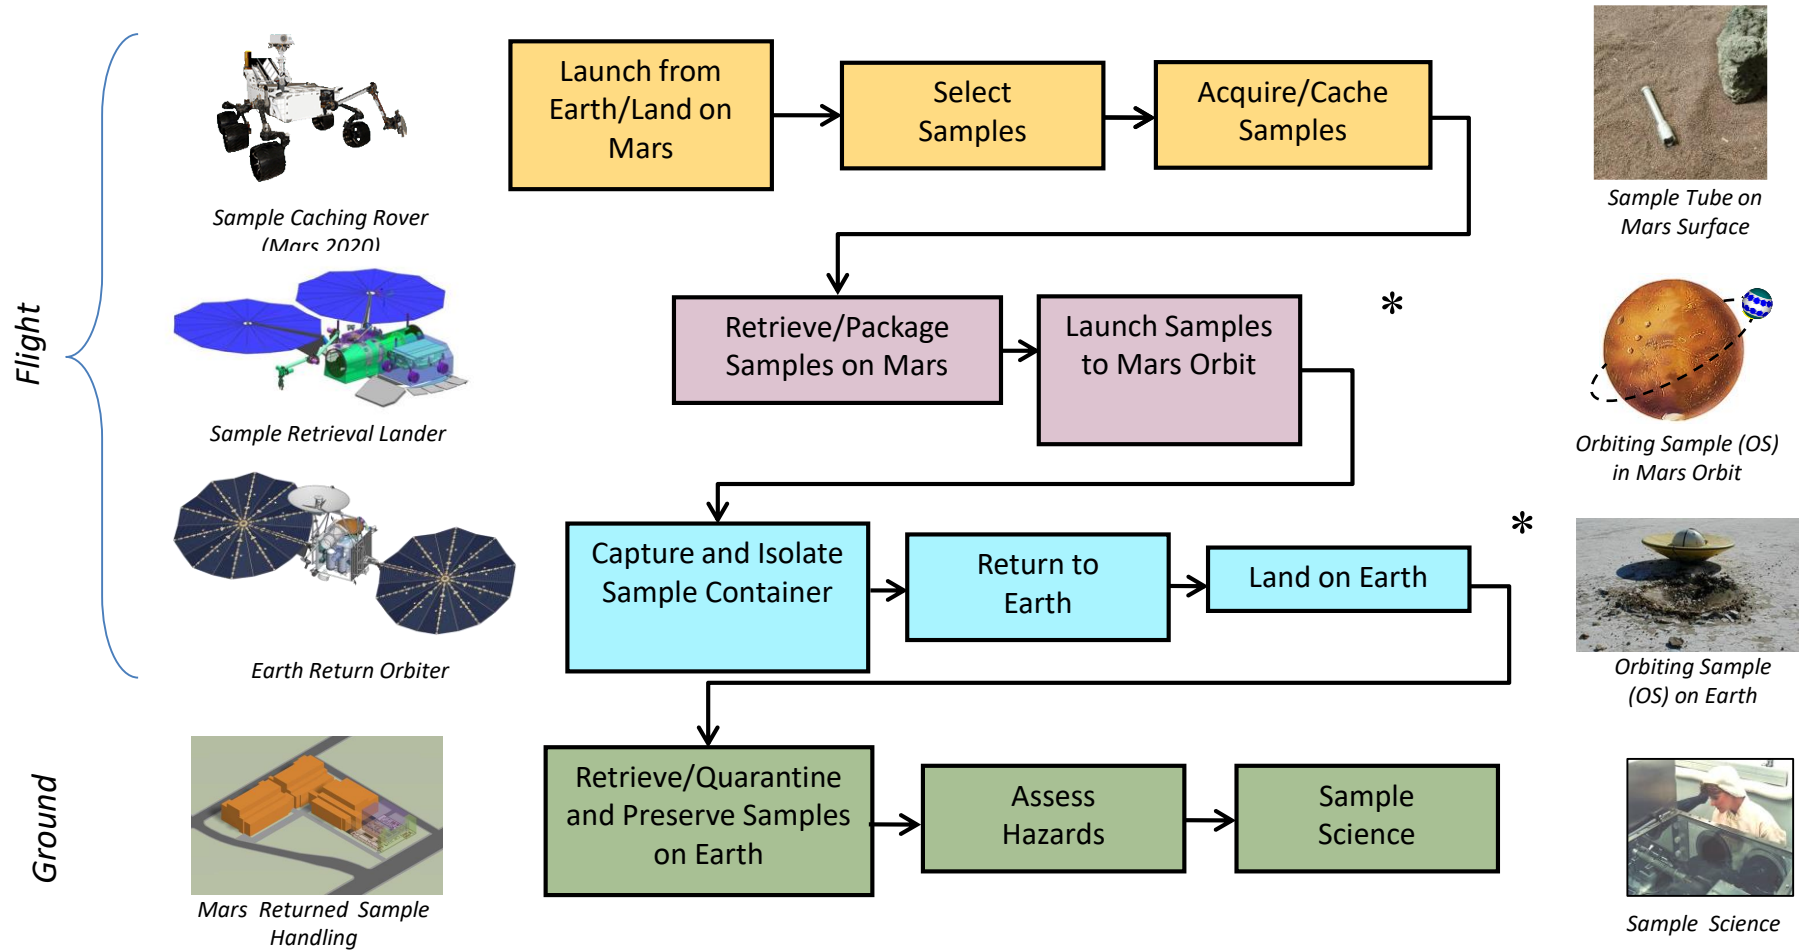 Launch from
Earth/Land on
Mars
Select
Samples
Acquire/Cache
Samples
Sample Caching Rover
(Mars 2020)
Sample Tube on
Mars Surface
Flight
Retrieve/Package
Samples on Mars
Launch Samples
to Mars Orbit
*
Sample Retrieval Lander
Orbiting Sample (OS)
in Mars Orbit
Capture and Isolate
Sample Container
Return to
Earth
Land on Earth
*
Earth Return Orbiter
Orbiting Sample
(OS) on Earth
Ground
Retrieve/Quarantine
and Preserve Samples
on Earth
Assess
Hazards
Sample
Science
Mars Returned Sample
Handling
Sample Science